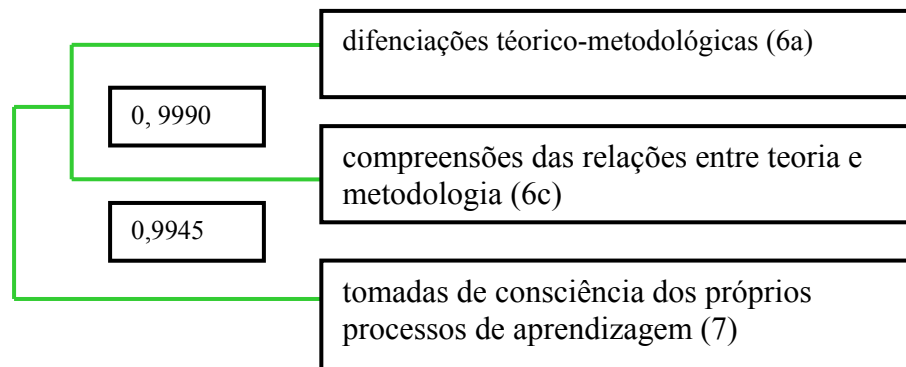 difenciações téorico-metodológicas (6a)
0, 9990
compreensões das relações entre teoria e
metodologia (6c)
0,9945
tomadas de consciência dos próprios
processos de aprendizagem (7)